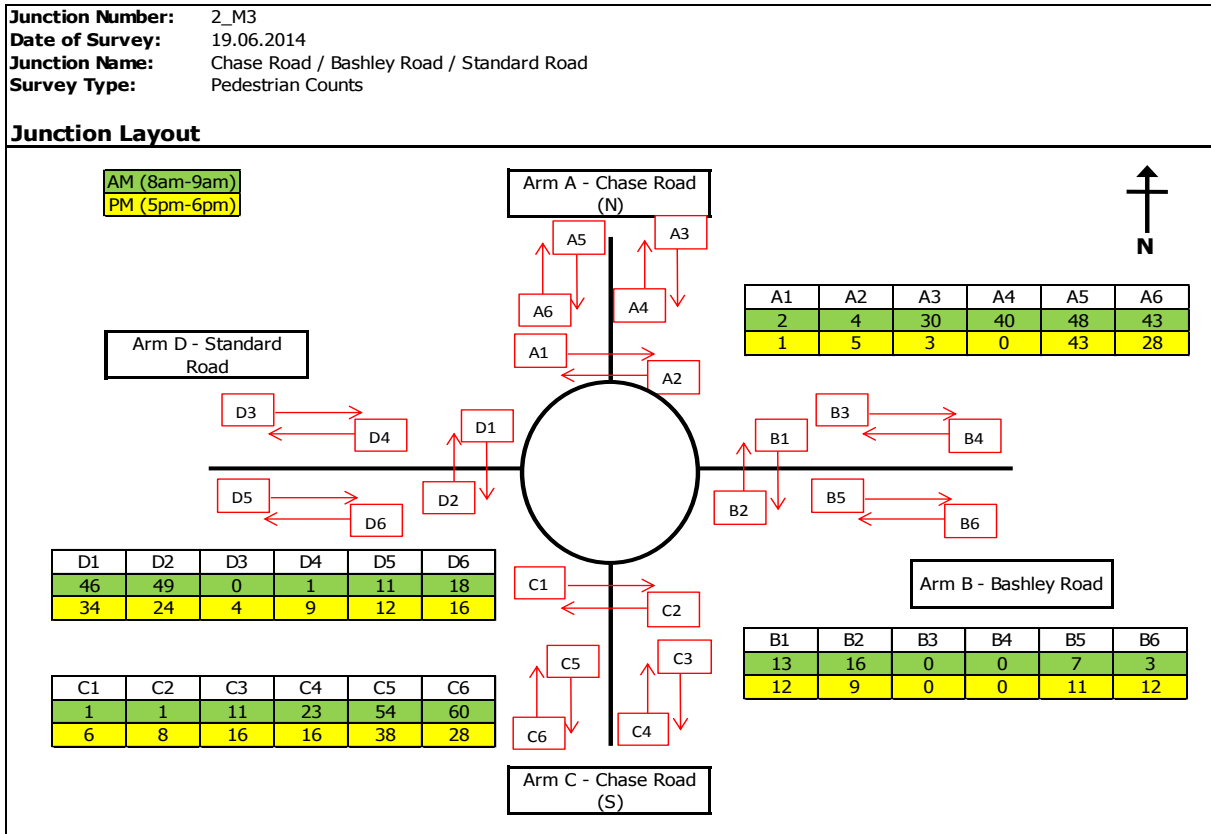 Junction Number: 2_M3
Date of Survey: 19.06.2014
Junction Name: Chase Road / Bashley Road / Standard Road
Survey Type: Pedestrian Counts
Junction Layout
AM (8am-9am)
PM (5pm-6pm)
Arm A - Chase Road
(N)
N
A5
A3
A6
A4
A1
A2
A1 A2 A3 A4 A5 A6
2 4 30 40 48 43
1 5 3 0 43 28
Arm D - Standard
Road
D3
D4
D1
D5
D6
D2
B3
B4
B1
B2
B5
B6
D1 D2 D3 D4 D5 D6
46 49 0 1 11 18
34 24 4 9 12 16
C1
C2
Arm B - Bashley Road
B1 B2 B3 B4 B5 B6
13 16 0 0 7 3
12 9 0 0 11 12
C1 C2 C3 C4 C5 C6
1 1 11 23 54 60
6 8 16 16 38 28
C5
C3
C6
C4
Arm C - Chase Road
(S)